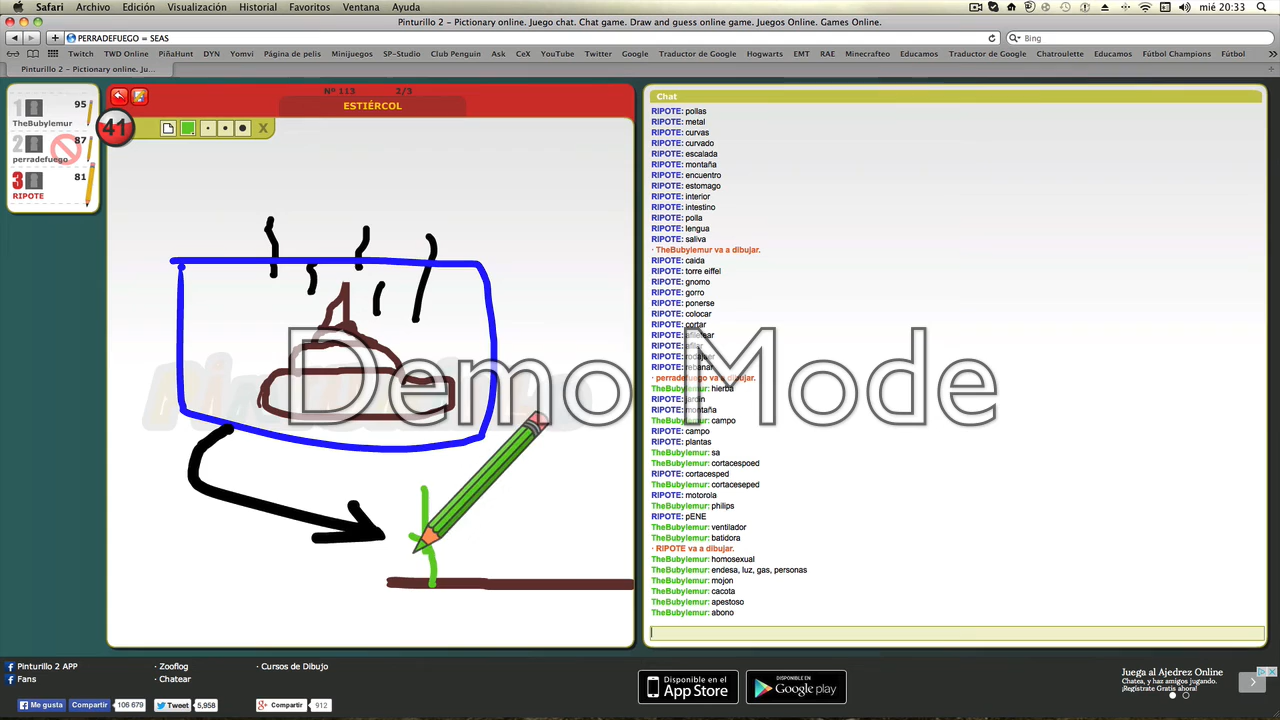 Safari Archivo Edición Visualización Historial Favoritos Ventana Ayuda mié 20:33
Pinturillo 2 - Pictionary online. Juego chat. Chat game. Draw and guess online game. Juegos Online. Games Online.
PERRADEFUEGO = SEAS Bing
Twitch TWD Online PiñaHunt DYN Yomvi Página de pelis Minijuegos SP-Studio Club Penguin Ask CeX YouTube Twitter Google Traductor de Google Hogwarts EMT RAE Minecrafteo Educamos Traductor de Google Chatroulette Educamos Fútbol Champions Fútbol
Pinturillo 2 - Pictionary online. Ju...
1 95
TheBubylemur
2 87
perradefuego
3 81
RIPOTE
41
Nº 113 2/3
ESTIÉRCOL
X
Chat
RIPOTE: pollas
RIPOTE: metal
RIPOTE: curvas
RIPOTE: curvado
RIPOTE: escalada
RIPOTE: montaña
RIPOTE: encuentro
RIPOTE: estomago
RIPOTE: interior
RIPOTE: intestino
RIPOTE: polla
RIPOTE: lengua
RIPOTE: saliva
· TheBubylemur va a dibujar.
RIPOTE: caida
RIPOTE: torre eiffel
RIPOTE: gnomo
RIPOTE: gorro
RIPOTE: ponerse
RIPOTE: colocar
RIPOTE: cortar
RIPOTE: afiletear
RIPOTE: afilar
RIPOTE: rodajuer
RIPOTE: rebanar
· perradefuego va a dibujar.
TheBubylemur: hierba
RIPOTE: jardin
RIPOTE: montaña
TheBubylemur: campo
RIPOTE: campo
RIPOTE: plantas
TheBubylemur: sa
TheBubylemur: cortacespoed
RIPOTE: cortacesped
TheBubylemur: cortaceseped
RIPOTE: motorola
TheBubylemur: philips
RIPOTE: pENE
TheBubylemur: ventilador
TheBubylemur: batidora
· RIPOTE va a dibujar.
TheBubylemur: homosexual
TheBubylemur: endesa, luz, gas, personas
TheBubylemur: mojon
TheBubylemur: cacota
TheBubylemur: apestoso
TheBubylemur: abono
Demo Mode
Pinturillo 2 APP · Zooflog · Cursos de Dibujo
Fans · Chatear
Me gusta Compartir 106 679 Tweet 5,958 Compartir 912
Disponible en el
App Store
DISPONIBLE EN
Google play
Juega al Ajedrez Online
Chatea, y haz amigos jugando.
¡Regístrate Gratis ahora!